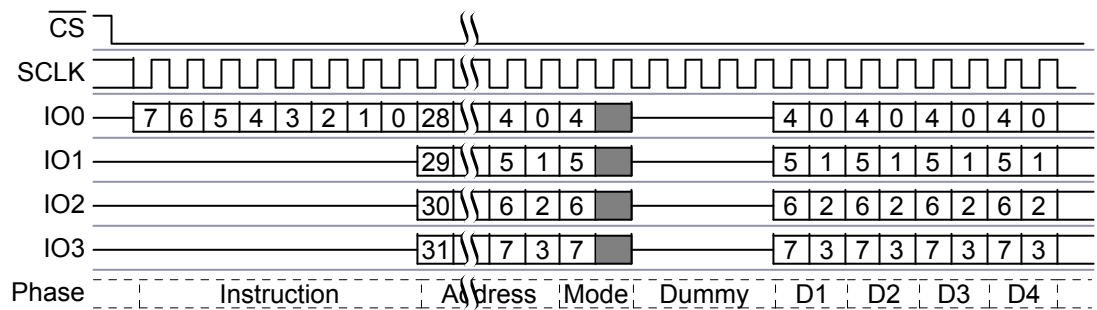 CS
SCLK
IO0 7 6 5 4 3 2 1 0 28 4 0 4 4 0 4 0 4 0 4 0
IO1 29 5 1 5 5 1 5 1 5 1 5 1
IO2 30 6 2 6 6 2 6 2 6 2 6 2
IO3 31 7 3 7 7 3 7 3 7 3 7 3
Phase Instruction Address Mode Dummy D1 D2 D3 D4